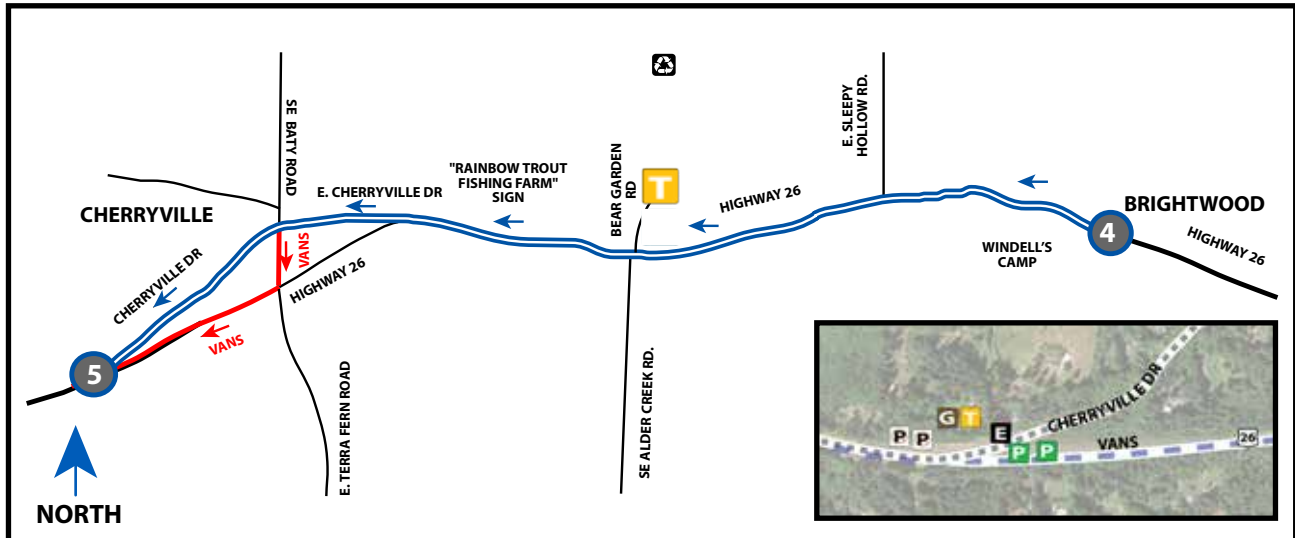 SE BATY ROAD
E. SLEEPY
HOLLOW RD.
"RAINBOW TROUT
FISHING FARM"
SIGN
BEAR GARDEN
RD
T
E. CHERRYVILLE DR
HIGHWAY 26
CHERRYVILLE
BRIGHTWOOD
4
HIGHWAY 26
WINDELL'S
CAMP
VANS
HIGHWAY 26
CHERRYVILLE DR
VANS
5
E. TERRA FERN ROAD
SE ALDER CREEK RD.
NORTH
CHERRYVILLE DR
G T
E
P P
VANS
26
P P